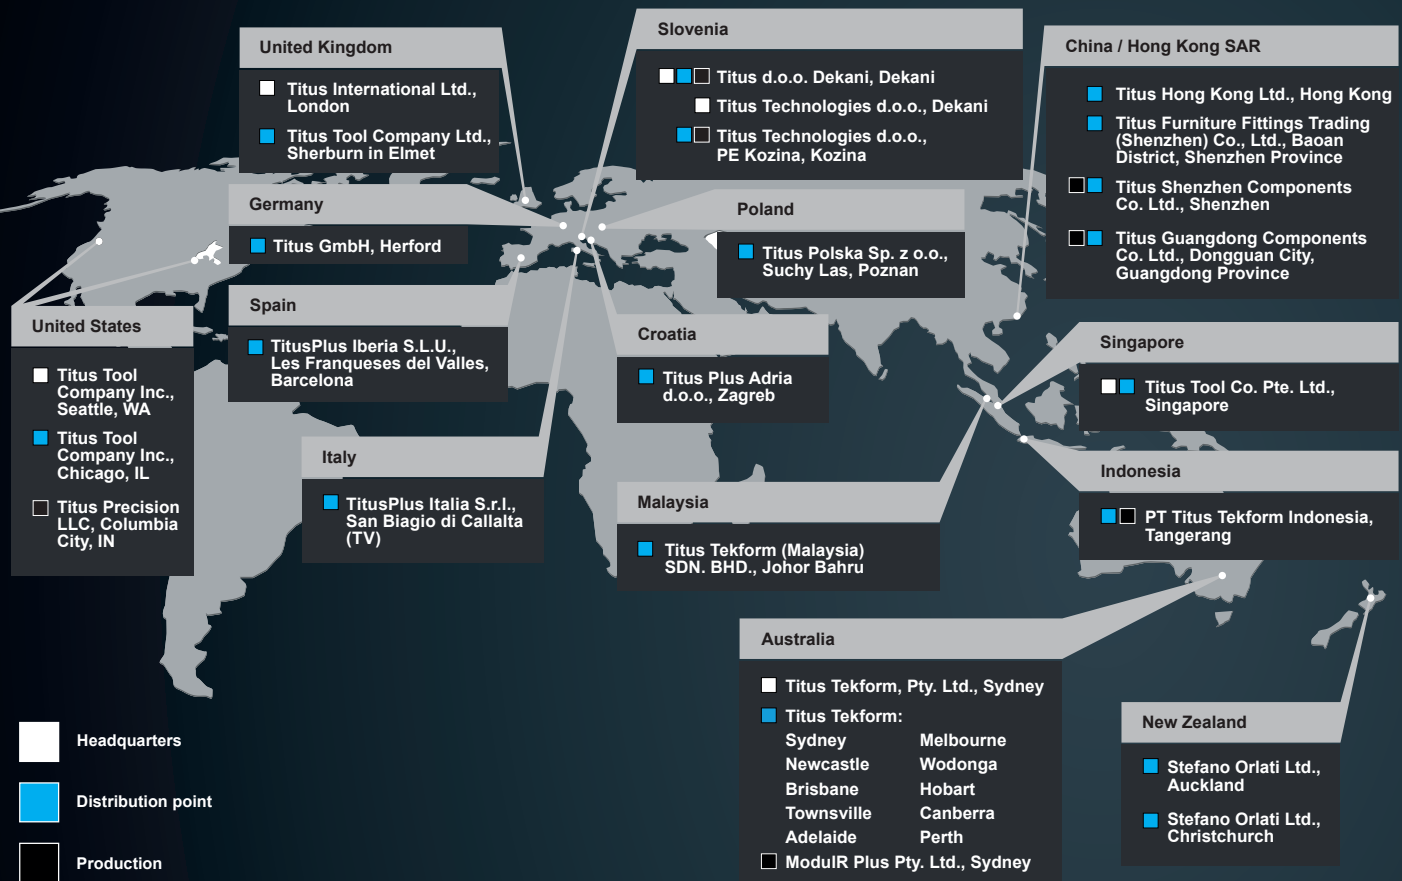 United Kingdom
Titus International Ltd.,
London
Titus Tool Company Ltd.,
Sherburn in Elmet
Slovenia
Titus d.o.o. Dekani, Dekani
Titus Technologies d.o.o., Dekani
Titus Technologies d.o.o.,
PE Kozina, Kozina
China / Hong Kong SAR
Titus Hong Kong Ltd., Hong Kong
Titus Furniture Fittings Trading
(Shenzhen) Co., Ltd., Baoan
District, Shenzhen Province
Titus Shenzhen Components
Co. Ltd., Shenzhen
Titus Guangdong Components
Co. Ltd., Dongguan City,
Guangdong Province
Germany
Titus GmbH, Herford
Poland
Titus Polska Sp. z o.o.,
Suchy Las, Poznan
United States
Titus Tool
Company Inc.,
Seattle, WA
Titus Tool
Company Inc.,
Chicago, IL
Titus Precision
LLC, Columbia
City, IN
Spain
TitusPlus Iberia S.L.U.,
Les Franqueses del Valles,
Barcelona
Croatia
Titus Plus Adria
d.o.o., Zagreb
Singapore
Titus Tool Co. Pte. Ltd.,
Singapore
Italy
TitusPlus Italia S.r.l.,
San Biagio di Callalta
(TV)
Malaysia
Titus Tekform (Malaysia)
SDN. BHD., Johor Bahru
Indonesia
PT Titus Tekform Indonesia,
Tangerang
Australia
Titus Tekform, Pty. Ltd., Sydney
Titus Tekform:
Sydney Melbourne
Newcastle Wodonga
Brisbane Hobart
Townsville Canberra
Adelaide Perth
ModulR Plus Pty. Ltd., Sydney
New Zealand
Stefano Orlati Ltd.,
Auckland
Stefano Orlati Ltd.,
Christchurch
Headquarters
Distribution point
Production